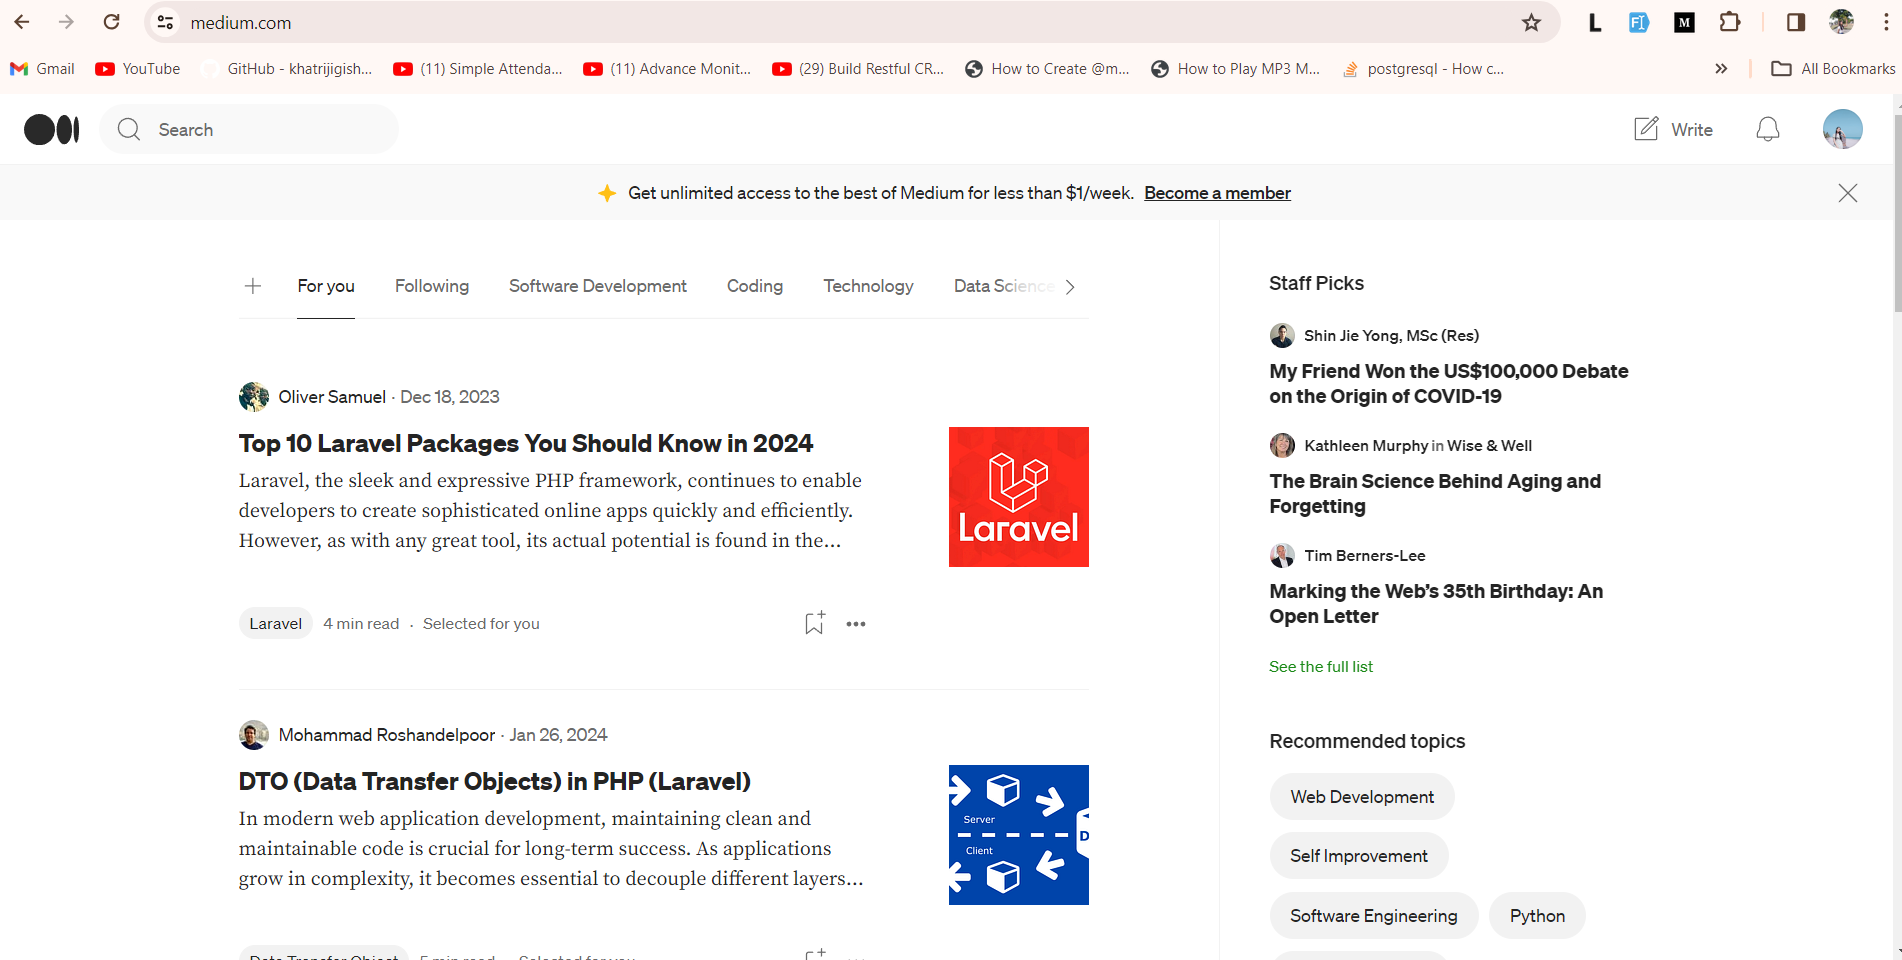 medium.com
L
M
Gmail
YouTube
GitHub - khatrijigish...
(11) Simple Attenda...
(11) Advance Monit...
(29) Build Restful CR...
How to Create @m...
How to Play MP3 M...
postgresql - How c...
All Bookmarks
Search
Write
Get unlimited access to the best of Medium for less than $1/week. Become a member
For you
Following
Software Development
Coding
Technology
Data Science
Oliver Samuel · Dec 18, 2023
Top 10 Laravel Packages You Should Know in 2024
Laravel, the sleek and expressive PHP framework, continues to enable
developers to create sophisticated online apps quickly and efficiently.
However, as with any great tool, its actual potential is found in the...
Laravel
Laravel
4 min read · Selected for you
Mohammad Roshandelpoor · Jan 26, 2024
DTO (Data Transfer Objects) in PHP (Laravel)
In modern web application development, maintaining clean and
maintainable code is crucial for long-term success. As applications
grow in complexity, it becomes essential to decouple different layers...
Server
Client
D
Data Transfer Object
5 min read · Selected for you
Staff Picks
Shin Jie Yong, MSc (Res)
My Friend Won the US$100,000 Debate
on the Origin of COVID-19
Kathleen Murphy in Wise & Well
The Brain Science Behind Aging and
Forgetting
Tim Berners-Lee
Marking the Web’s 35th Birthday: An
Open Letter
See the full list
Recommended topics
Web Development
Self Improvement
Software Engineering
Python